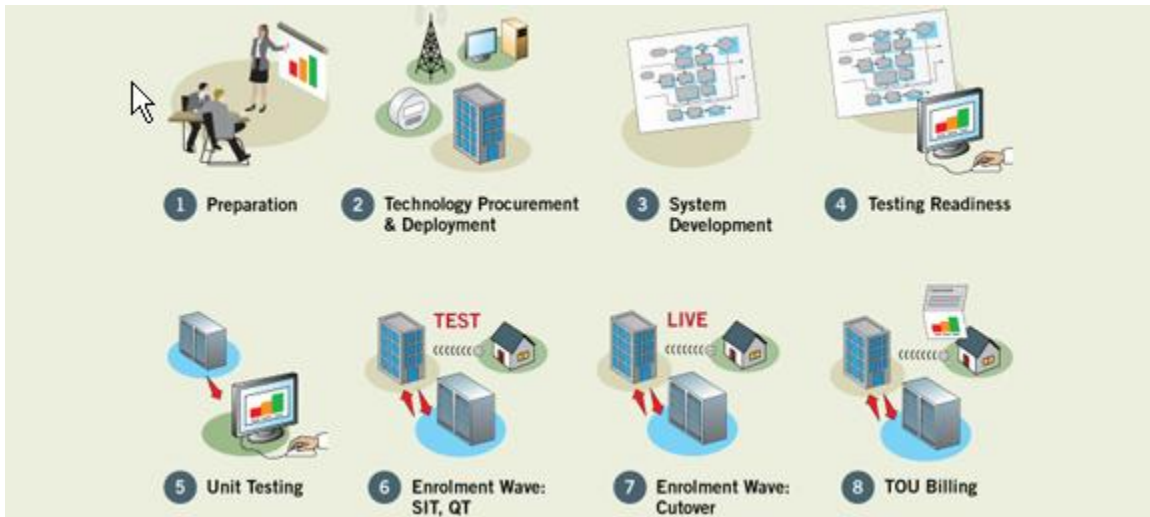 1 Preparation
2 Technology Procurement
& Deployment
3 System
Development
4 Testing Readiness
TEST
LIVE
5 Unit Testing
6 Enrolment Wave:
SIT, QT
7 Enrolment Wave:
Cutover
8 TOU Billing